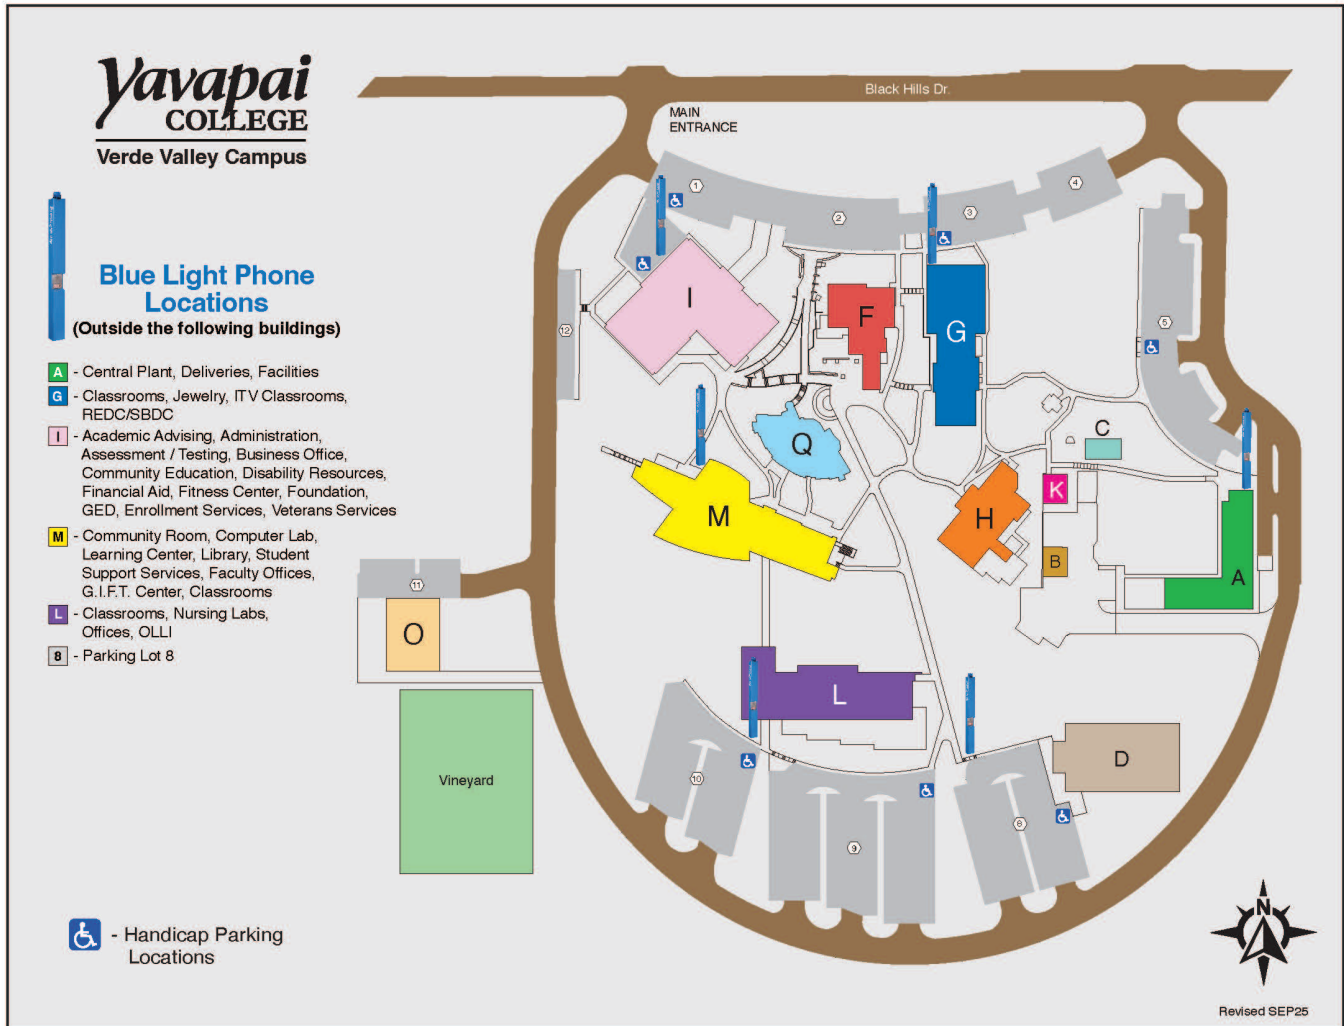 Yavapai
COLLEGE
Verde Valley Campus
Blue Light Phone
Locations
(Outside the following buildings)
A - Central Plant, Deliveries, Facilities
G - Classrooms, Jewelry, ITV Classrooms,
REDC/SBDC
I - Academic Advising, Administration,
Assessment / Testing, Business Office,
Community Education, Disability Resources,
Financial Aid, Fitness Center, Foundation,
GED, Enrollment Services, Veterans Services
M - Community Room, Computer Lab,
Learning Center, Library, Student
Support Services, Faculty Offices,
G.I.F.T. Center, Classrooms
L - Classrooms, Nursing Labs,
Offices, OLLI
8 - Parking Lot 8
- Handicap Parking
Locations
Black Hills Dr.
MAIN
ENTRANCE
1
2
3
4
5
12
I
F
G
C
Q
K
M
H
B
A
11
O
L
Vineyard
D
10
9
8
N
Revised SEP25